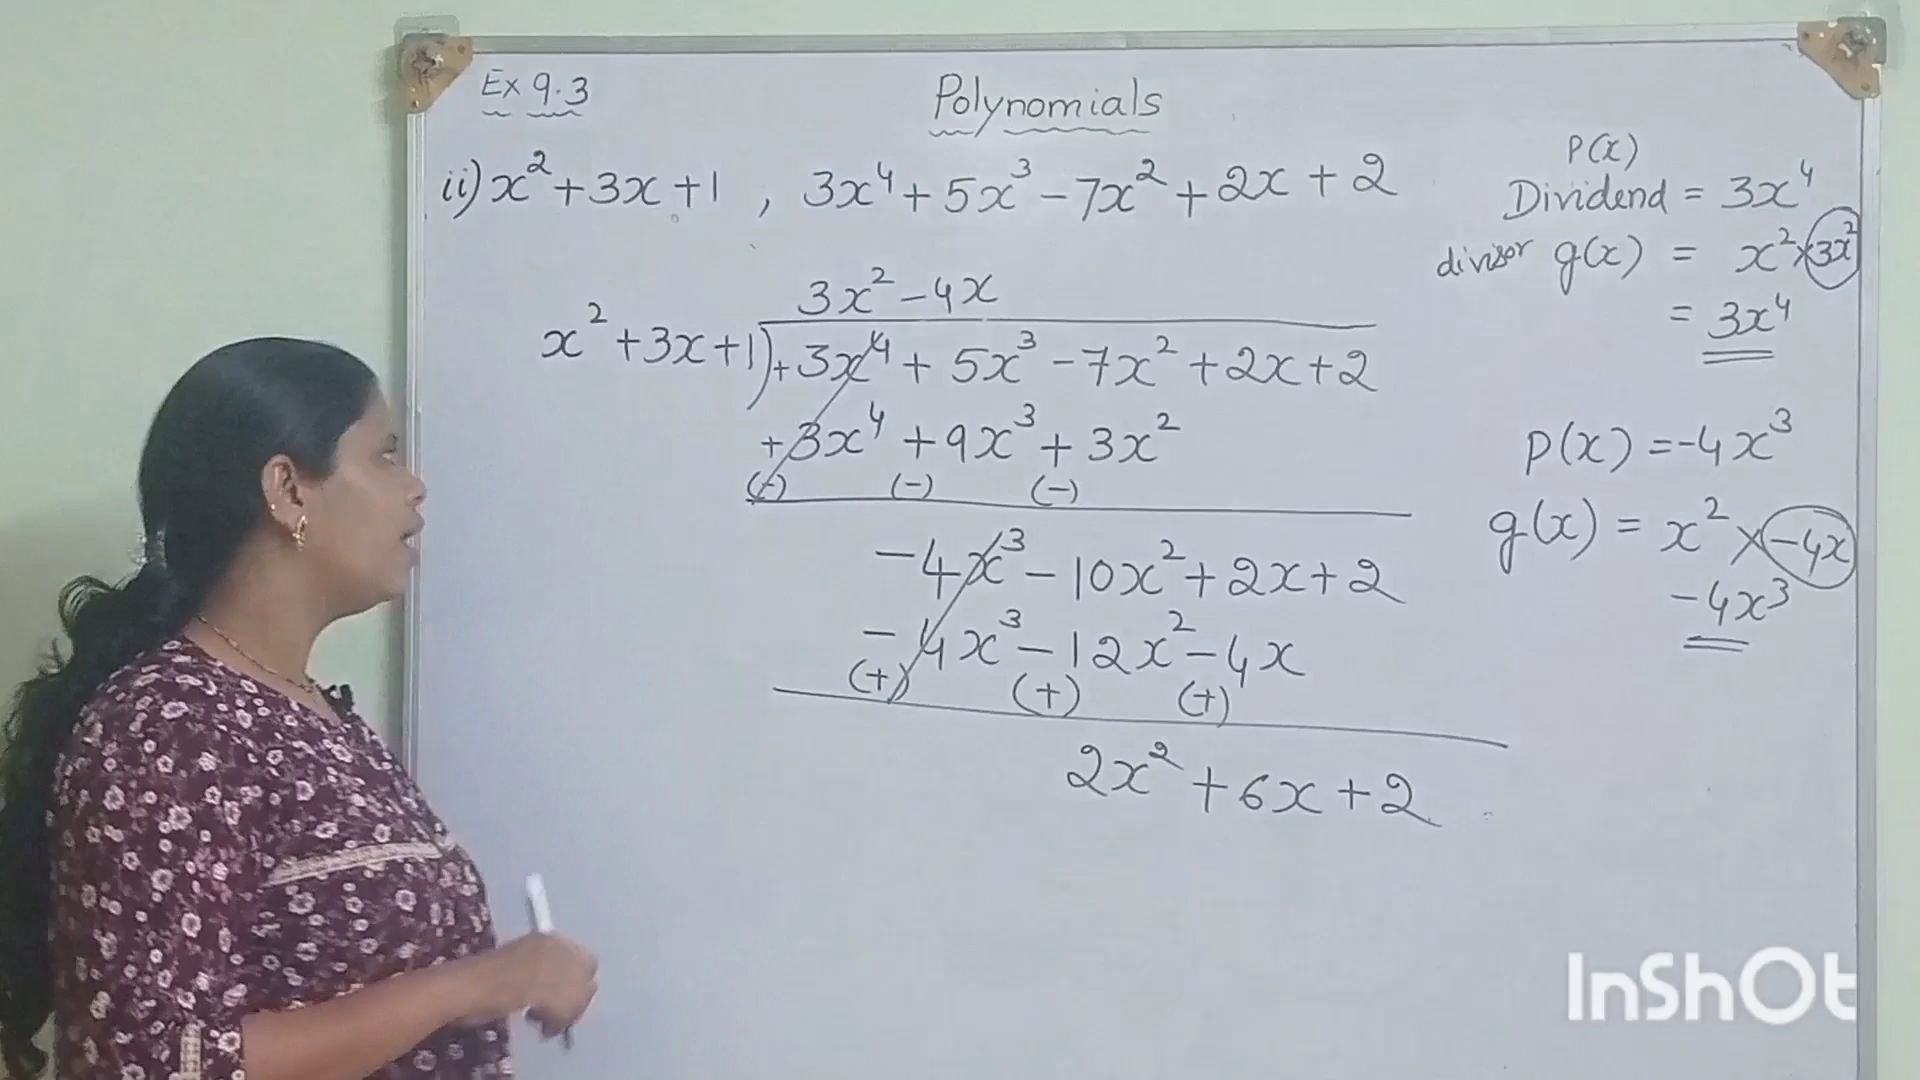 Ex 9.3
Polynomials
ii) x² + 3x + 1 , 3x⁴ + 5x³ - 7x² + 2x + 2
3x² - 4x
x² + 3x + 1) + 3x⁴ + 5x³ - 7x² + 2x + 2
+ 3x⁴ + 9x³ + 3x²
(-) (-) (-)
- 4x³ - 10x² + 2x + 2
- 4x³ - 12x² - 4x
(+) (+) (+)
2x² + 6x + 2
P(x)
Dividend = 3x⁴
divisor g(x) = x² × 3x²
= 3x⁴
P(x) = -4x³
g(x) = x² × -4x
-4x³
InShOt